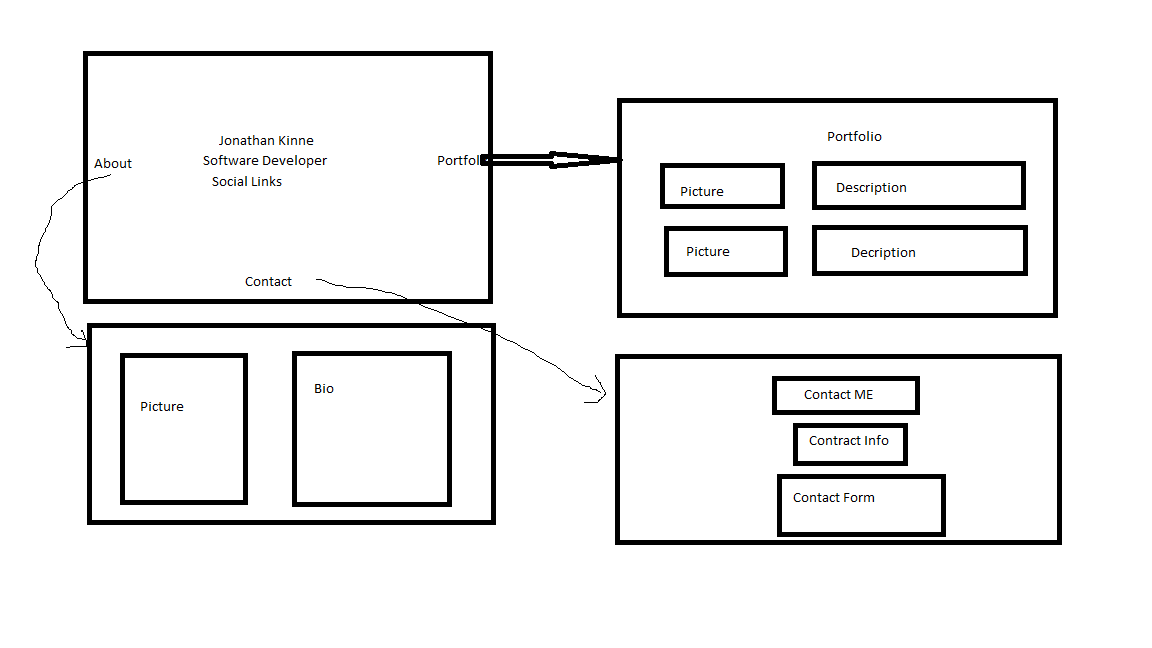 Jonathan Kinne
Software Developer
Social Links
About
Portfol
Contact
Portfolio
Picture
Description
Picture
Decription
Picture
Bio
Contact ME
Contract Info
Contact Form